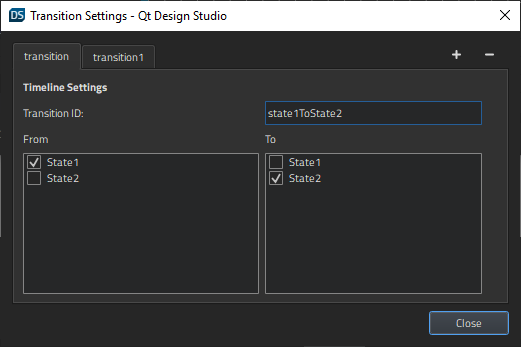 DS Transition Settings - Qt Design Studio
transition transition1
Timeline Settings
Transition ID: state1ToState2
From To
State1 State1
State2 State2
Close